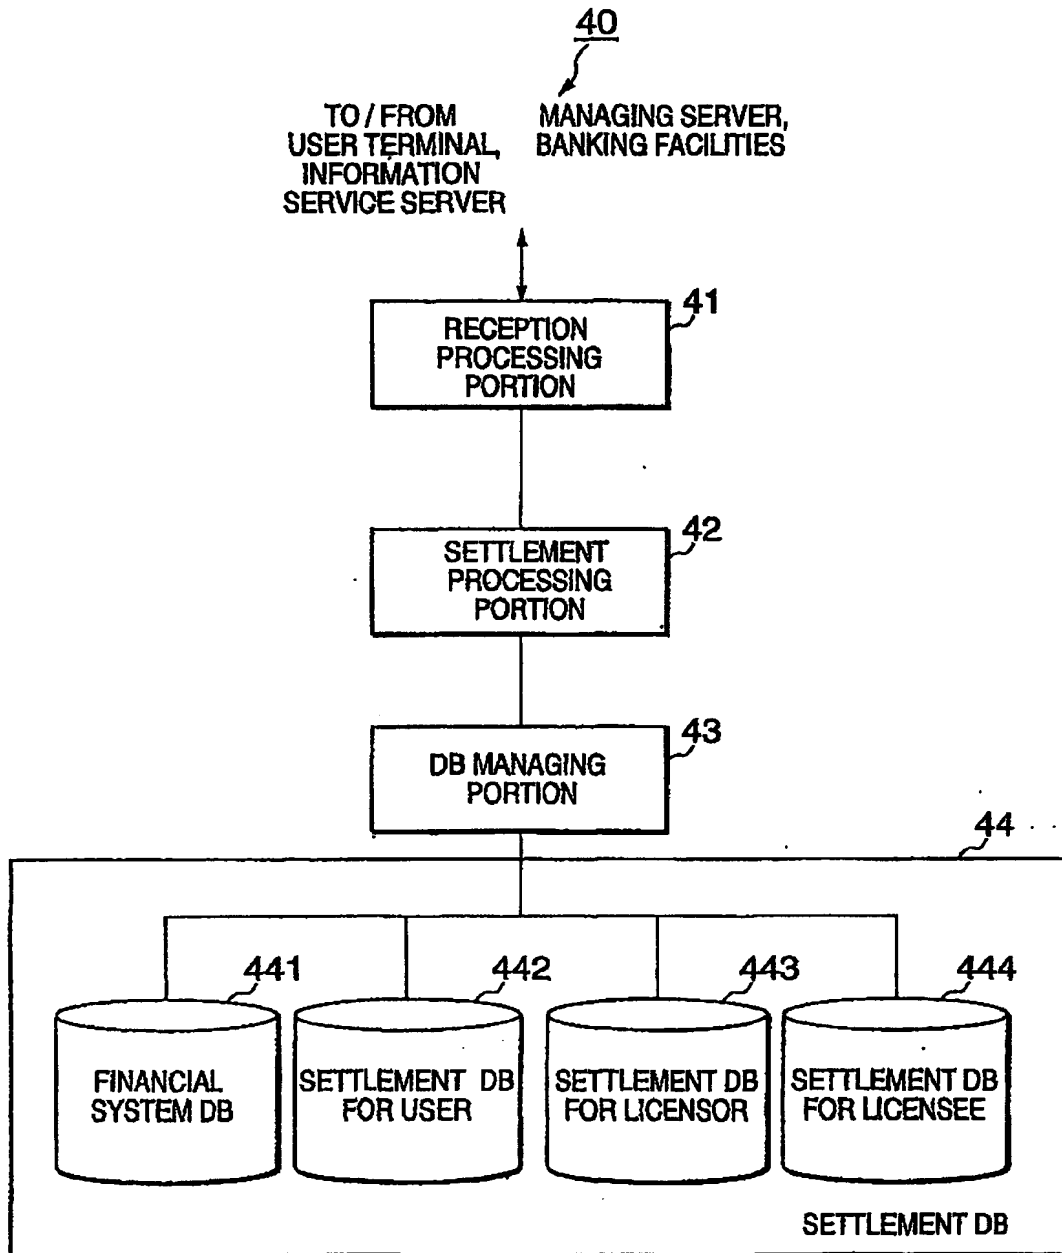 40
TO / FROM
USER TERMINAL,
INFORMATION
SERVICE SERVER
MANAGING SERVER,
BANKING FACILITIES
41
RECEPTION
PROCESSING
PORTION
42
SETTLEMENT
PROCESSING
PORTION
43
DB MANAGING
PORTION
44
441
FINANCIAL
SYSTEM DB
442
SETTLEMENT DB
FOR USER
443
SETTLEMENT DB
FOR LICENSOR
444
SETTLEMENT DB
FOR LICENSEE
SETTLEMENT DB